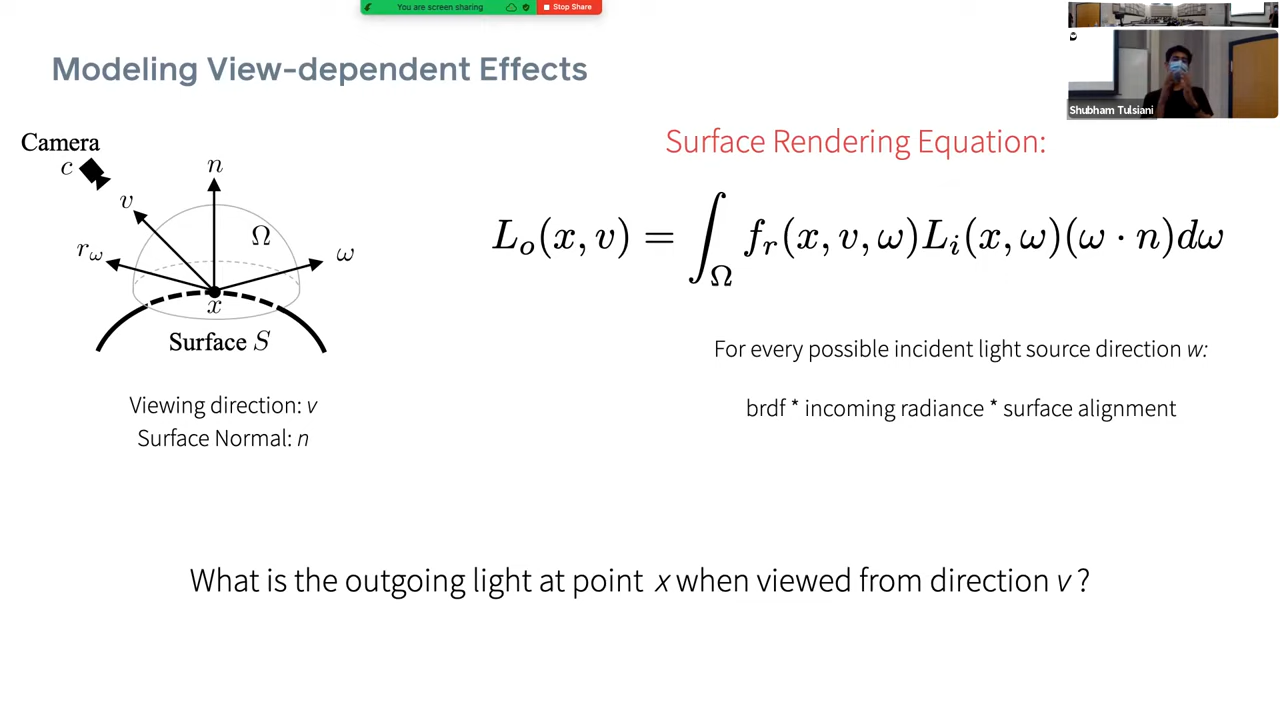 You are screen sharing
Stop Share
Shubham Tulsiani
Modeling View-dependent Effects
Camera
c
n
v
Ω
r_ω
ω
x
Surface S
Viewing direction: v
Surface Normal: n
Surface Rendering Equation:
L_o(x, v) = ∫_Ω f_r(x, v, ω)L_i(x, ω)(ω · n)dω
For every possible incident light source direction w:
brdf * incoming radiance * surface alignment
What is the outgoing light at point x when viewed from direction v ?